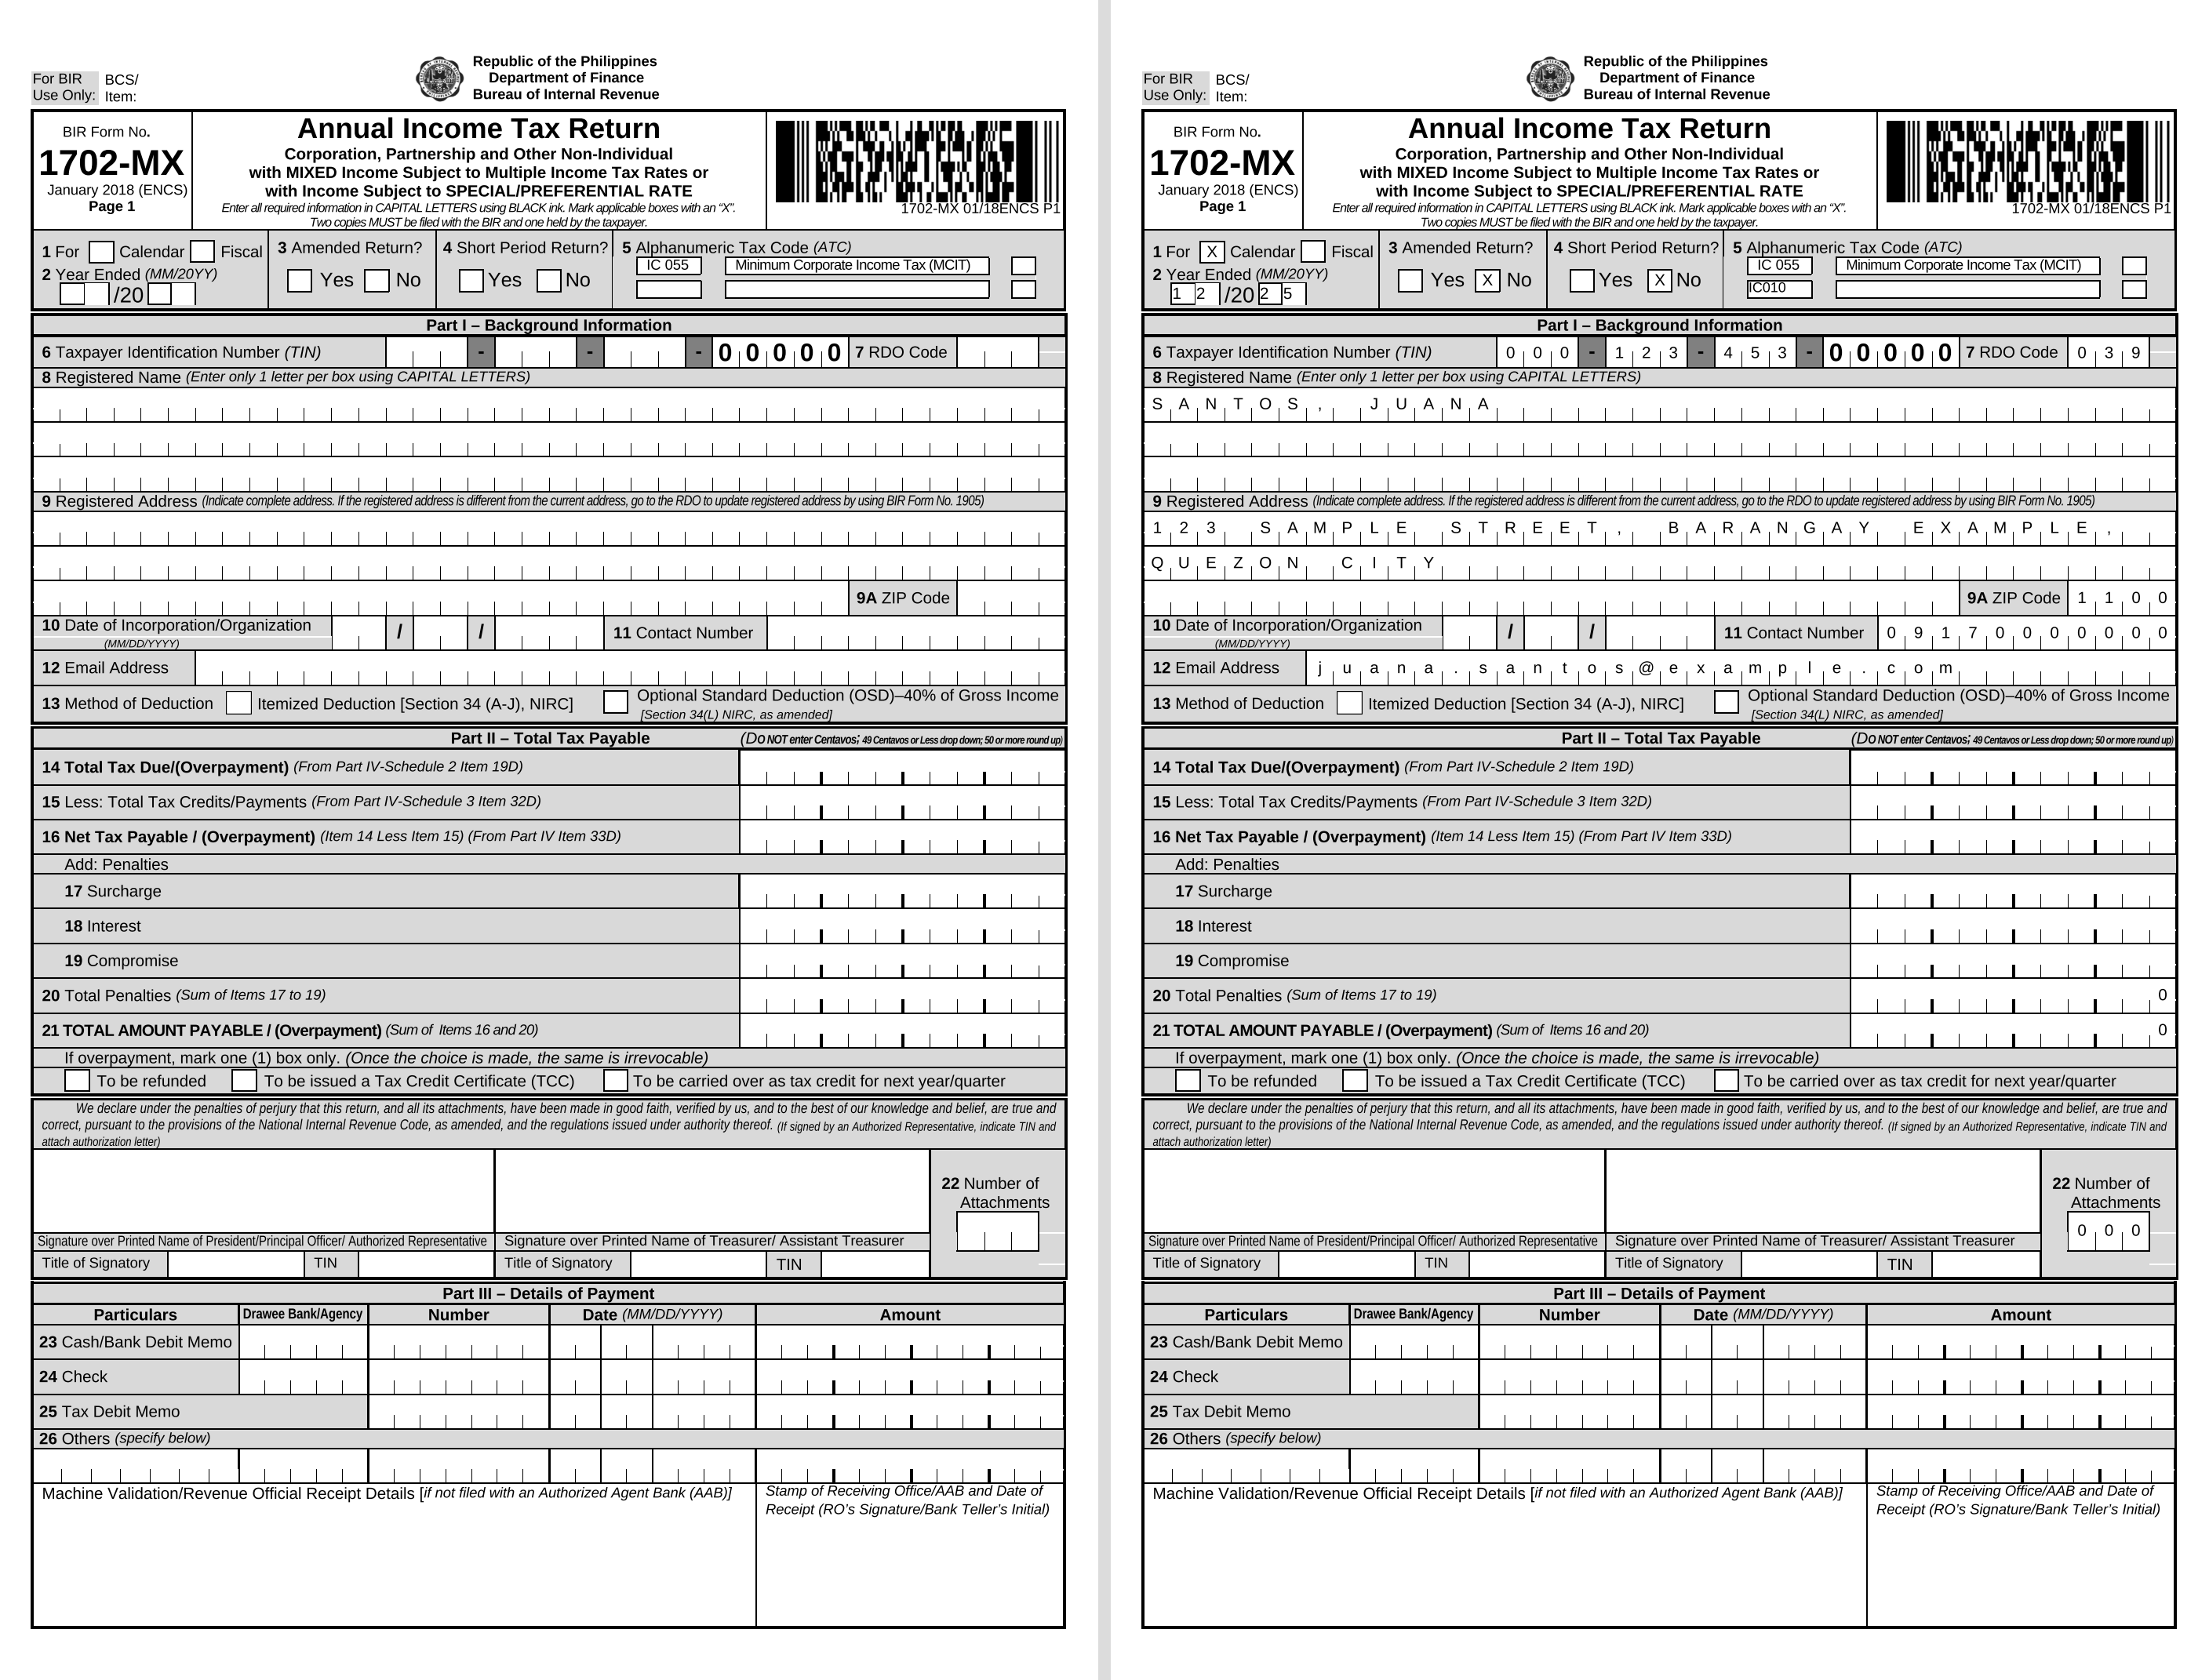 For BIR
Use Only:
BCS/
Item:
Republic of the Philippines
Department of Finance
Bureau of Internal Revenue
BIR Form No.
1702-MX
January 2018 (ENCS)
Page 1
Annual Income Tax Return
Corporation, Partnership and Other Non-Individual
with MIXED Income Subject to Multiple Income Tax Rates or
with Income Subject to SPECIAL/PREFERENTIAL RATE
Enter all required information in CAPITAL LETTERS using BLACK ink. Mark applicable boxes with an “X”.
Two copies MUST be filed with the BIR and one held by the taxpayer.
1702-MX 01/18ENCS P1
1 For Calendar Fiscal
2 Year Ended (MM/20YY)
/20
3 Amended Return?
Yes No
4 Short Period Return?
Yes No
5 Alphanumeric Tax Code (ATC)
IC 055 Minimum Corporate Income Tax (MCIT)
Part I – Background Information
6 Taxpayer Identification Number (TIN) - - - 0 0 0 0 0 7 RDO Code
8 Registered Name (Enter only 1 letter per box using CAPITAL LETTERS)
9 Registered Address (Indicate complete address. If the registered address is different from the current address, go to the RDO to update registered address by using BIR Form No. 1905)
9A ZIP Code
10 Date of Incorporation/Organization
(MM/DD/YYYY)
/ /
11 Contact Number
12 Email Address
13 Method of Deduction Itemized Deduction [Section 34 (A-J), NIRC] Optional Standard Deduction (OSD)–40% of Gross Income
[Section 34(L) NIRC, as amended]
Part II – Total Tax Payable (DO NOT enter Centavos; 49 Centavos or Less drop down; 50 or more round up)
14 Total Tax Due/(Overpayment) (From Part IV-Schedule 2 Item 19D)
15 Less: Total Tax Credits/Payments (From Part IV-Schedule 3 Item 32D)
16 Net Tax Payable / (Overpayment) (Item 14 Less Item 15) (From Part IV Item 33D)
Add: Penalties
17 Surcharge
18 Interest
19 Compromise
20 Total Penalties (Sum of Items 17 to 19)
21 TOTAL AMOUNT PAYABLE / (Overpayment) (Sum of Items 16 and 20)
If overpayment, mark one (1) box only. (Once the choice is made, the same is irrevocable)
To be refunded To be issued a Tax Credit Certificate (TCC) To be carried over as tax credit for next year/quarter
We declare under the penalties of perjury that this return, and all its attachments, have been made in good faith, verified by us, and to the best of our knowledge and belief, are true and
correct, pursuant to the provisions of the National Internal Revenue Code, as amended, and the regulations issued under authority thereof. (If signed by an Authorized Representative, indicate TIN and
attach authorization letter)
22 Number of
Attachments
Signature over Printed Name of President/Principal Officer/ Authorized Representative
Signature over Printed Name of Treasurer/ Assistant Treasurer
Title of Signatory TIN Title of Signatory TIN
Part III – Details of Payment
Particulars Drawee Bank/Agency Number Date (MM/DD/YYYY) Amount
23 Cash/Bank Debit Memo
24 Check
25 Tax Debit Memo
26 Others (specify below)
Machine Validation/Revenue Official Receipt Details [if not filed with an Authorized Agent Bank (AAB)]
Stamp of Receiving Office/AAB and Date of
Receipt (RO’s Signature/Bank Teller’s Initial)
For BIR
Use Only:
BCS/
Item:
Republic of the Philippines
Department of Finance
Bureau of Internal Revenue
BIR Form No.
1702-MX
January 2018 (ENCS)
Page 1
Annual Income Tax Return
Corporation, Partnership and Other Non-Individual
with MIXED Income Subject to Multiple Income Tax Rates or
with Income Subject to SPECIAL/PREFERENTIAL RATE
Enter all required information in CAPITAL LETTERS using BLACK ink. Mark applicable boxes with an “X”.
Two copies MUST be filed with the BIR and one held by the taxpayer.
1702-MX 01/18ENCS P1
1 For X Calendar Fiscal
2 Year Ended (MM/20YY)
1 2 /20 2 5
3 Amended Return?
Yes X No
4 Short Period Return?
Yes X No
5 Alphanumeric Tax Code (ATC)
IC 055 Minimum Corporate Income Tax (MCIT)
IC010
Part I – Background Information
6 Taxpayer Identification Number (TIN) 0 0 0 - 1 2 3 - 4 5 3 - 0 0 0 0 0 7 RDO Code 0 3 9
8 Registered Name (Enter only 1 letter per box using CAPITAL LETTERS)
SANTOS, JUANA
9 Registered Address (Indicate complete address. If the registered address is different from the current address, go to the RDO to update registered address by using BIR Form No. 1905)
123 SAMPLE STREET, BARANGAY EXAMPLE,
QUEZON CITY
9A ZIP Code 1 1 0 0
10 Date of Incorporation/Organization
(MM/DD/YYYY)
/ /
11 Contact Number 0 9 1 7 0 0 0 0 0 0 0
12 Email Address juana.santos@example.com
13 Method of Deduction Itemized Deduction [Section 34 (A-J), NIRC] Optional Standard Deduction (OSD)–40% of Gross Income
[Section 34(L) NIRC, as amended]
Part II – Total Tax Payable (DO NOT enter Centavos; 49 Centavos or Less drop down; 50 or more round up)
14 Total Tax Due/(Overpayment) (From Part IV-Schedule 2 Item 19D)
15 Less: Total Tax Credits/Payments (From Part IV-Schedule 3 Item 32D)
16 Net Tax Payable / (Overpayment) (Item 14 Less Item 15) (From Part IV Item 33D)
Add: Penalties
17 Surcharge
18 Interest
19 Compromise
20 Total Penalties (Sum of Items 17 to 19) 0
21 TOTAL AMOUNT PAYABLE / (Overpayment) (Sum of Items 16 and 20) 0
If overpayment, mark one (1) box only. (Once the choice is made, the same is irrevocable)
To be refunded To be issued a Tax Credit Certificate (TCC) To be carried over as tax credit for next year/quarter
We declare under the penalties of perjury that this return, and all its attachments, have been made in good faith, verified by us, and to the best of our knowledge and belief, are true and
correct, pursuant to the provisions of the National Internal Revenue Code, as amended, and the regulations issued under authority thereof. (If signed by an Authorized Representative, indicate TIN and
attach authorization letter)
22 Number of
Attachments
0 0 0
Signature over Printed Name of President/Principal Officer/ Authorized Representative
Signature over Printed Name of Treasurer/ Assistant Treasurer
Title of Signatory TIN Title of Signatory TIN
Part III – Details of Payment
Particulars Drawee Bank/Agency Number Date (MM/DD/YYYY) Amount
23 Cash/Bank Debit Memo
24 Check
25 Tax Debit Memo
26 Others (specify below)
Machine Validation/Revenue Official Receipt Details [if not filed with an Authorized Agent Bank (AAB)]
Stamp of Receiving Office/AAB and Date of
Receipt (RO’s Signature/Bank Teller’s Initial)